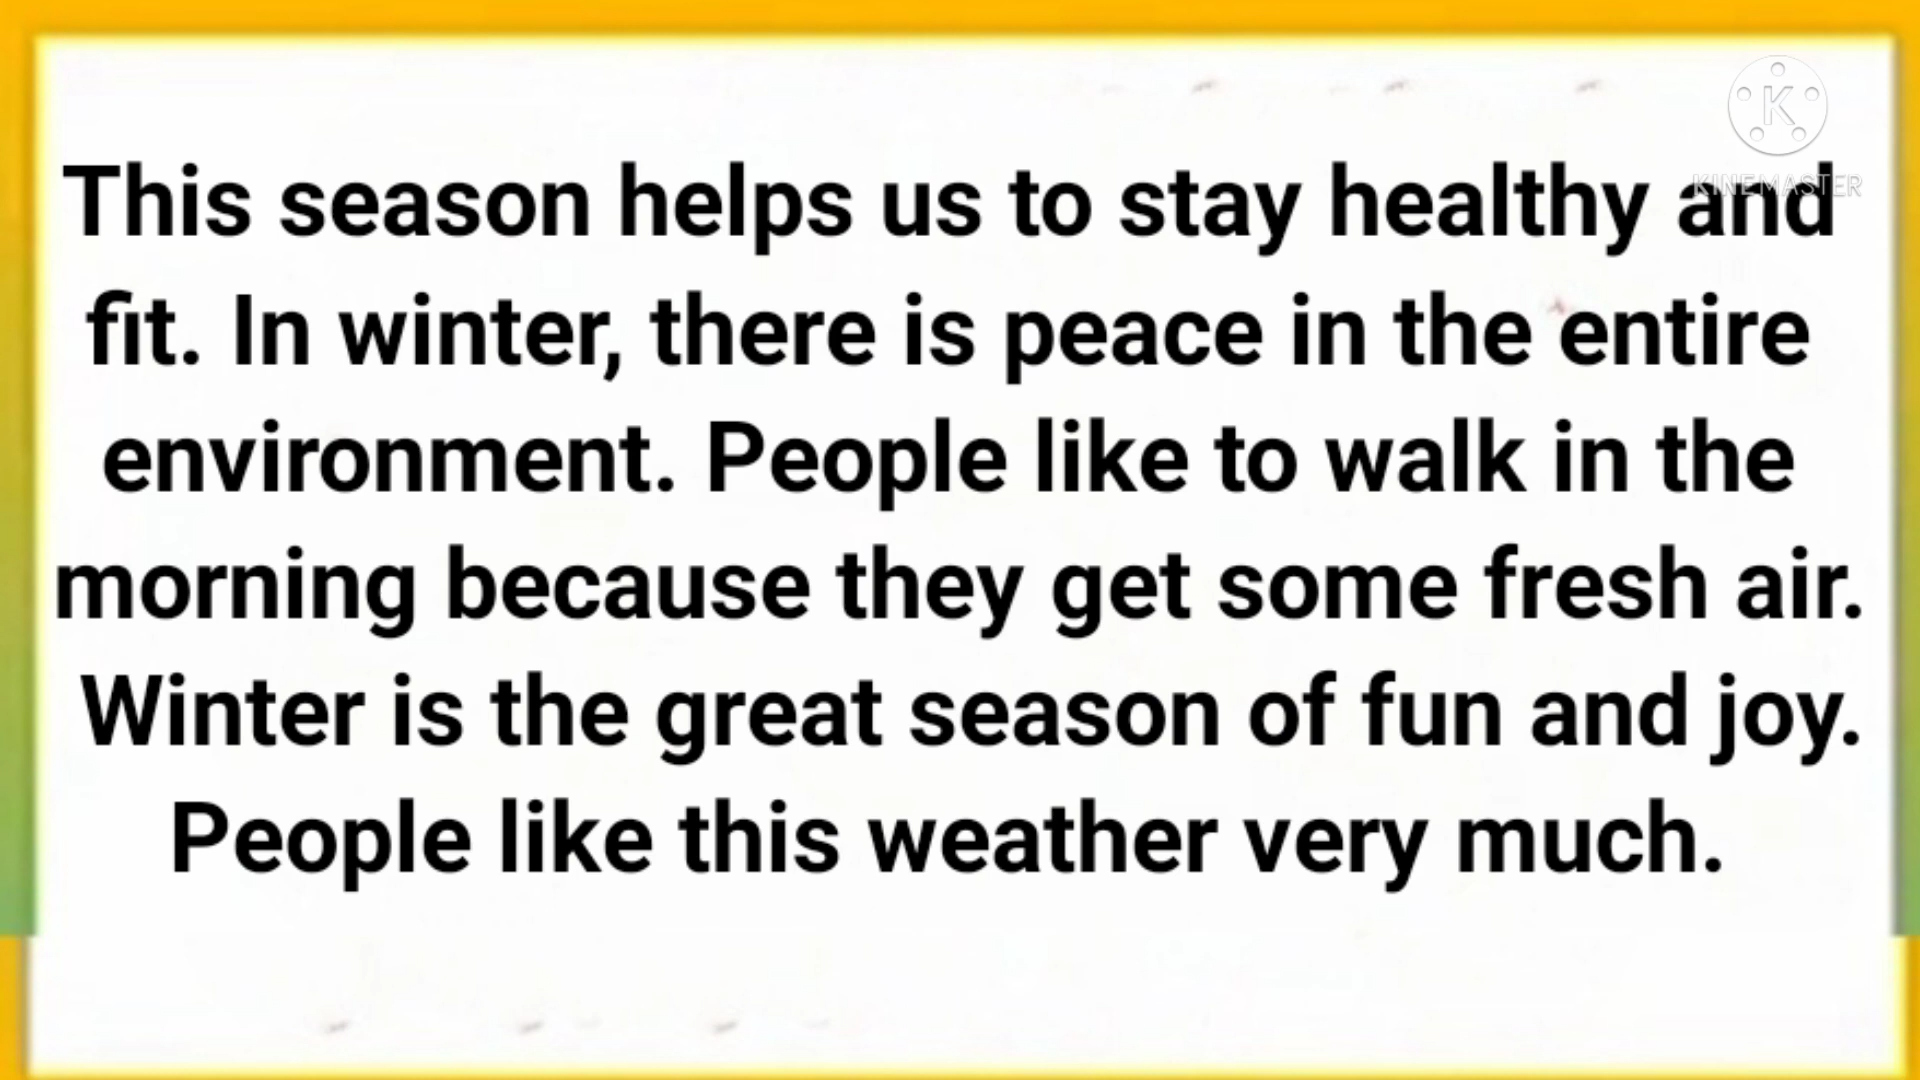 K
KINEMASTER
This season helps us to stay healthy and
fit. In winter, there is peace in the entire
environment. People like to walk in the
morning because they get some fresh air.
Winter is the great season of fun and joy.
People like this weather very much.